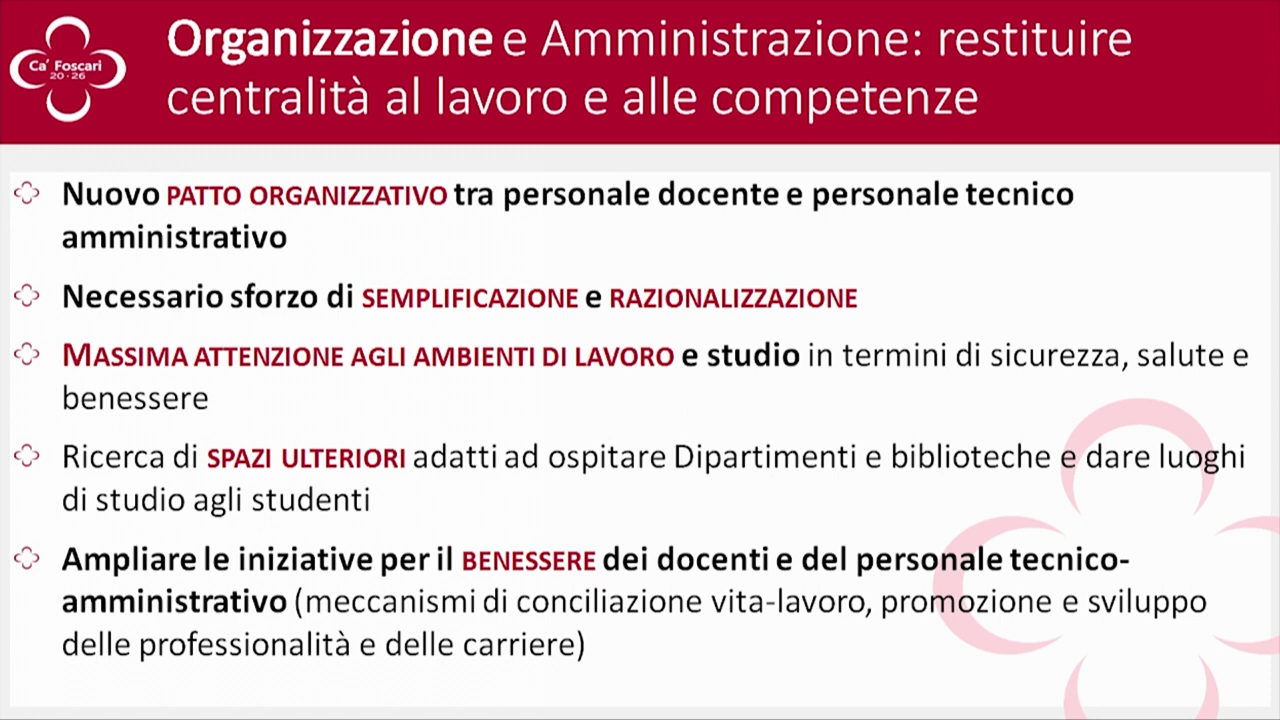 Ca' Foscari
20·26
Organizzazione e Amministrazione: restituire
centralità al lavoro e alle competenze
Nuovo PATTO ORGANIZZATIVO tra personale docente e personale tecnico
amministrativo
Necessario sforzo di SEMPLIFICAZIONE e RAZIONALIZZAZIONE
MASSIMA ATTENZIONE AGLI AMBIENTI DI LAVORO e studio in termini di sicurezza, salute e
benessere
Ricerca di SPAZI ULTERIORI adatti ad ospitare Dipartimenti e biblioteche e dare luoghi
di studio agli studenti
Ampliare le iniziative per il BENESSERE dei docenti e del personale tecnico-
amministrativo (meccanismi di conciliazione vita-lavoro, promozione e sviluppo
delle professionalità e delle carriere)